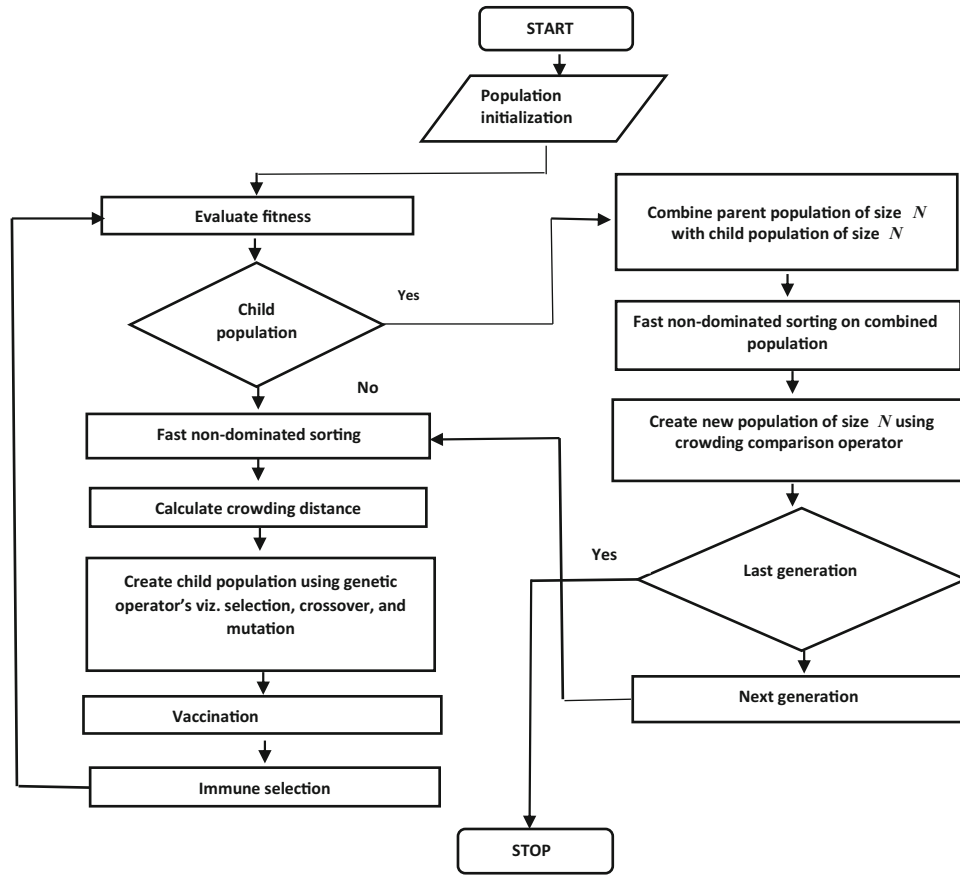 START
Population
initialization
Evaluate fitness
Child
population
Yes
No
Fast non-dominated sorting
Calculate crowding distance
Create child population using genetic
operator’s viz. selection, crossover, and
mutation
Vaccination
Immune selection
Combine parent population of size N
with child population of size N
Fast non-dominated sorting on combined
population
Create new population of size N using
crowding comparison operator
Last generation
Yes
Next generation
STOP